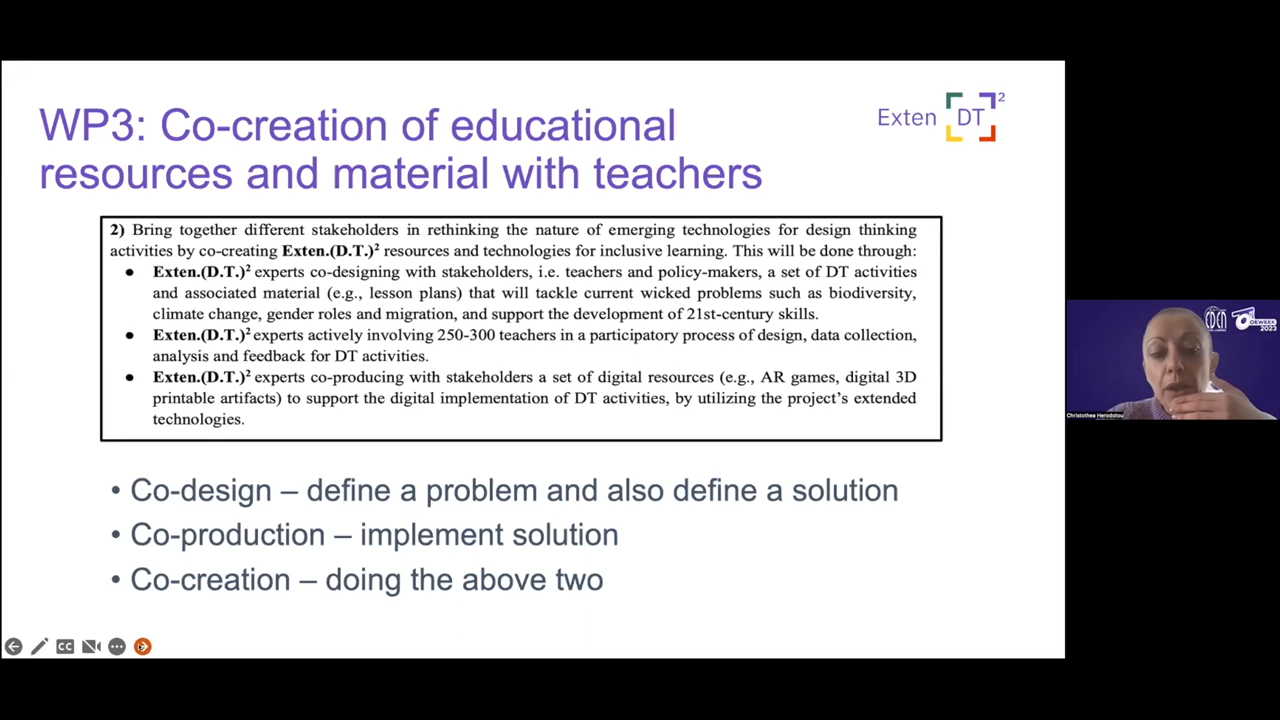 WP3: Co-creation of educational
resources and material with teachers
Exten DT²
2) Bring together different stakeholders in rethinking the nature of emerging technologies for design thinking
activities by co-creating Exten.(D.T.)² resources and technologies for inclusive learning. This will be done through:
● Exten.(D.T.)² experts co-designing with stakeholders, i.e. teachers and policy-makers, a set of DT activities
and associated material (e.g., lesson plans) that will tackle current wicked problems such as biodiversity,
climate change, gender roles and migration, and support the development of 21st-century skills.
● Exten.(D.T.)² experts actively involving 250-300 teachers in a participatory process of design, data collection,
analysis and feedback for DT activities.
● Exten.(D.T.)² experts co-producing with stakeholders a set of digital resources (e.g., AR games, digital 3D
printable artifacts) to support the digital implementation of DT activities, by utilizing the project's extended
technologies.
• Co-design – define a problem and also define a solution
• Co-production – implement solution
• Co-creation – doing the above two
CC
EDEN
OEWEEK
2023
Christothea Herodotou